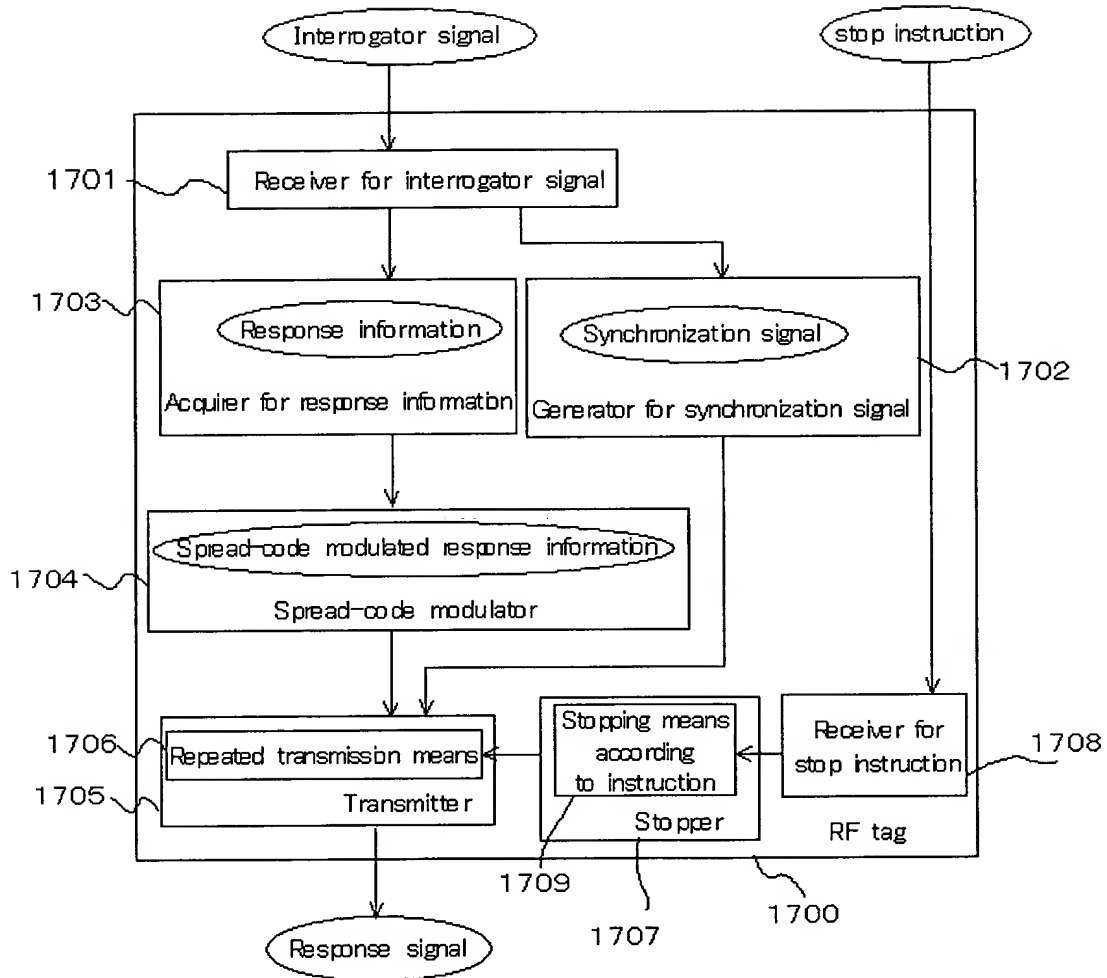 Interrogator signal
stop instruction
1701
Receiver for interrogator signal
1703
Response information
Acquirer for response information
Synchronization signal
Generator for synchronization signal
1702
Spread-code modulated response information
1704
Spread-code modulator
1706
Repeated transmission means
1705
Transmitter
Stopping means
according
to instruction
Stopper
Receiver for
stop instruction
1708
RF tag
1709
1707
1700
Response signal